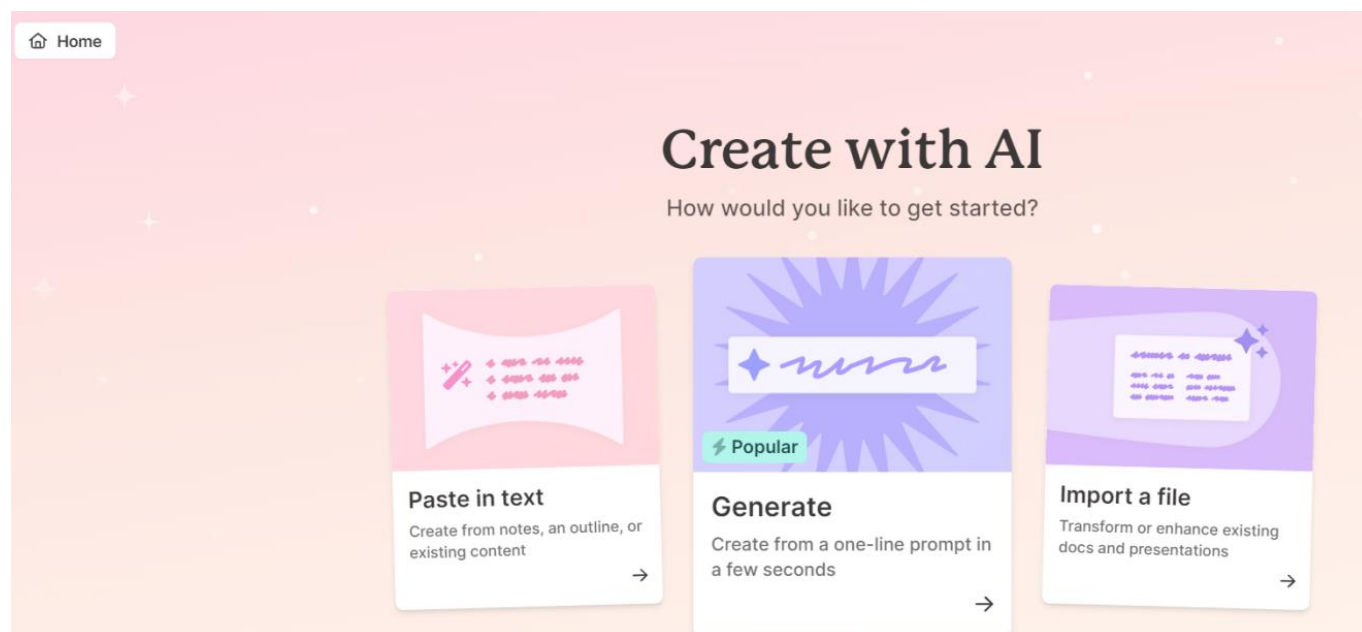 Home
Create with AI
How would you like to get started?
Paste in text
Create from notes, an outline, or
existing content
Popular
Generate
Create from a one-line prompt in
a few seconds
Import a file
Transform or enhance existing
docs and presentations